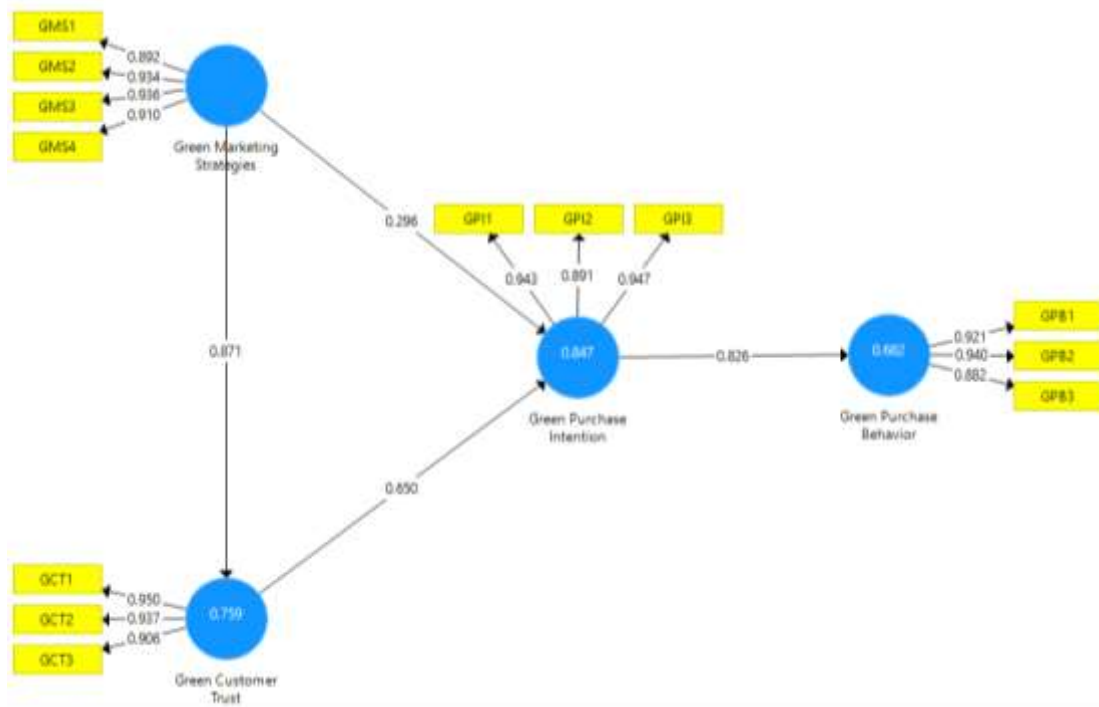 GMS1
GMS2
GMS3
GMS4
0.892
0.934
0.936
0.910
Green Marketing
Strategies
0.296
GPI1
GPI2
GPI3
0.943
0.891
0.947
0.847
Green Purchase
Intention
0.826
0.682
Green Purchase
Behavior
GPB1
GPB2
GPB3
0.921
0.940
0.882
0.871
0.650
GCT1
GCT2
GCT3
0.950
0.937
0.906
0.759
Green Customer
Trust